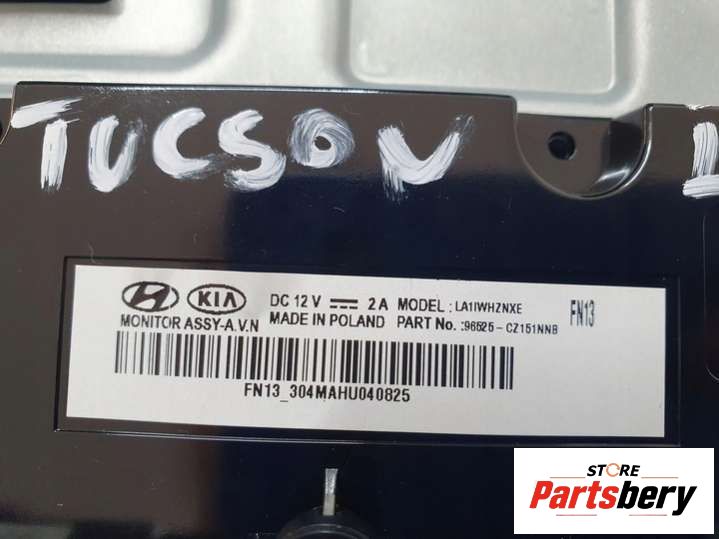 TUCSON
HYUNDAI KIA DC 12 V 2 A MODEL : LA1IWHZNXE FN13
MONITOR ASSY-A.V.N MADE IN POLAND PART No. :96525 - CZ151NNB
FN13_304MAHU040825
STORE
Partsbery